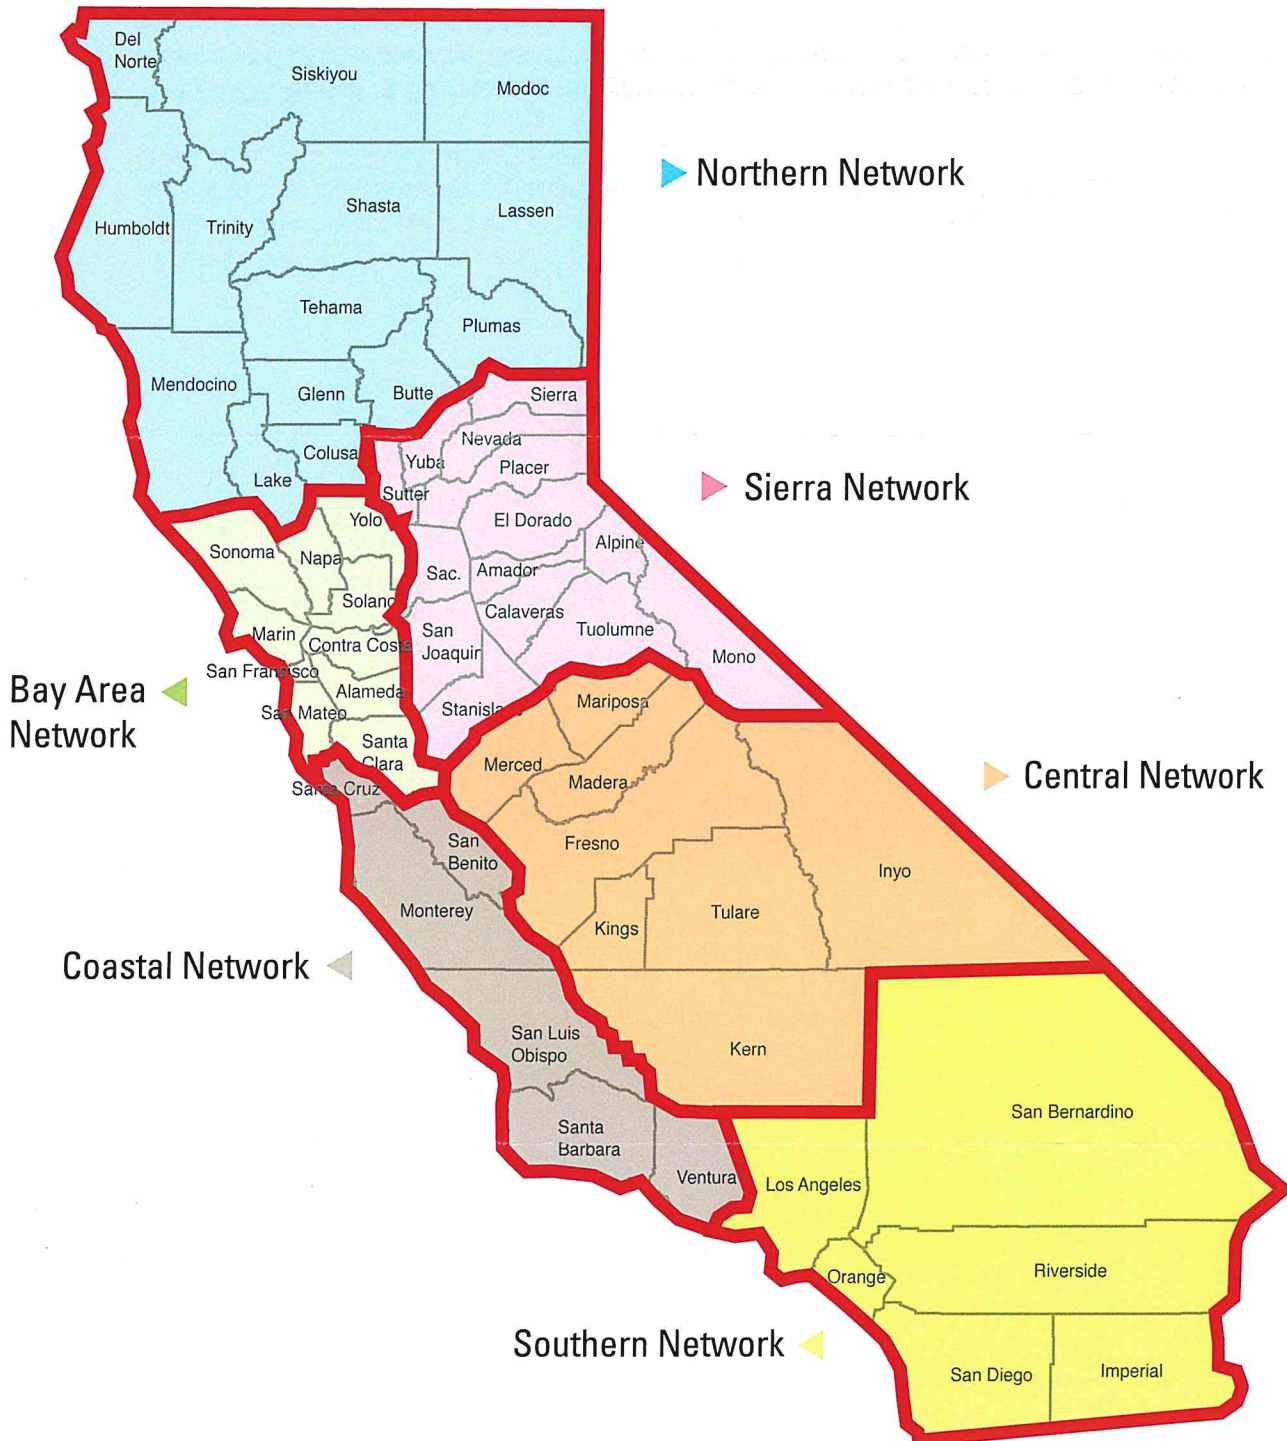 Del
Norte
Siskiyou
Modoc
Humboldt
Trinity
Shasta
Lassen
Tehama
Plumas
Mendocino
Glenn
Butte
Lake
Colusa
Northern Network
Sierra
Nevada
Yuba
Placer
Sutter
El Dorado
Alpine
Sac.
Amador
Calaveras
Tuolumne
San
Joaquin
Mono
Stanislaus
Sierra Network
Yolo
Sonoma
Napa
Solano
Marin
Contra Costa
San Francisco
Alameda
San Mateo
Santa
Clara
Bay Area
Network
Mariposa
Merced
Madera
Fresno
Inyo
Kings
Tulare
Kern
Central Network
Santa Cruz
San
Benito
Monterey
San Luis
Obispo
Santa
Barbara
Ventura
Coastal Network
San Bernardino
Los Angeles
Orange
Riverside
San Diego
Imperial
Southern Network